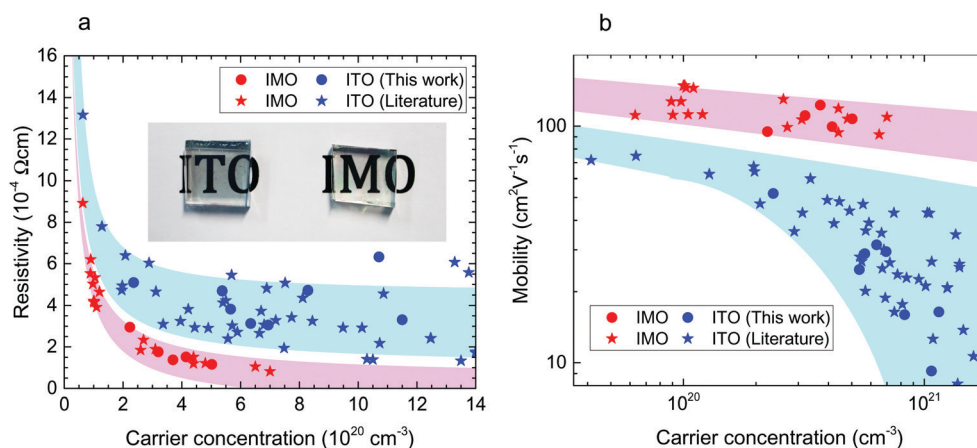 a
Resistivity (10⁻⁴ Ωcm)
16
14
12
10
8
6
4
2
0
IMO ITO (This work)
IMO ITO (Literature)
ITO IMO
0 2 4 6 8 10 12 14
Carrier concentration (10²⁰ cm⁻³)
b
Mobility (cm²V⁻¹s⁻¹)
100
10
IMO ITO (This work)
IMO ITO (Literature)
10²⁰ 10²¹
Carrier concentration (cm⁻³)